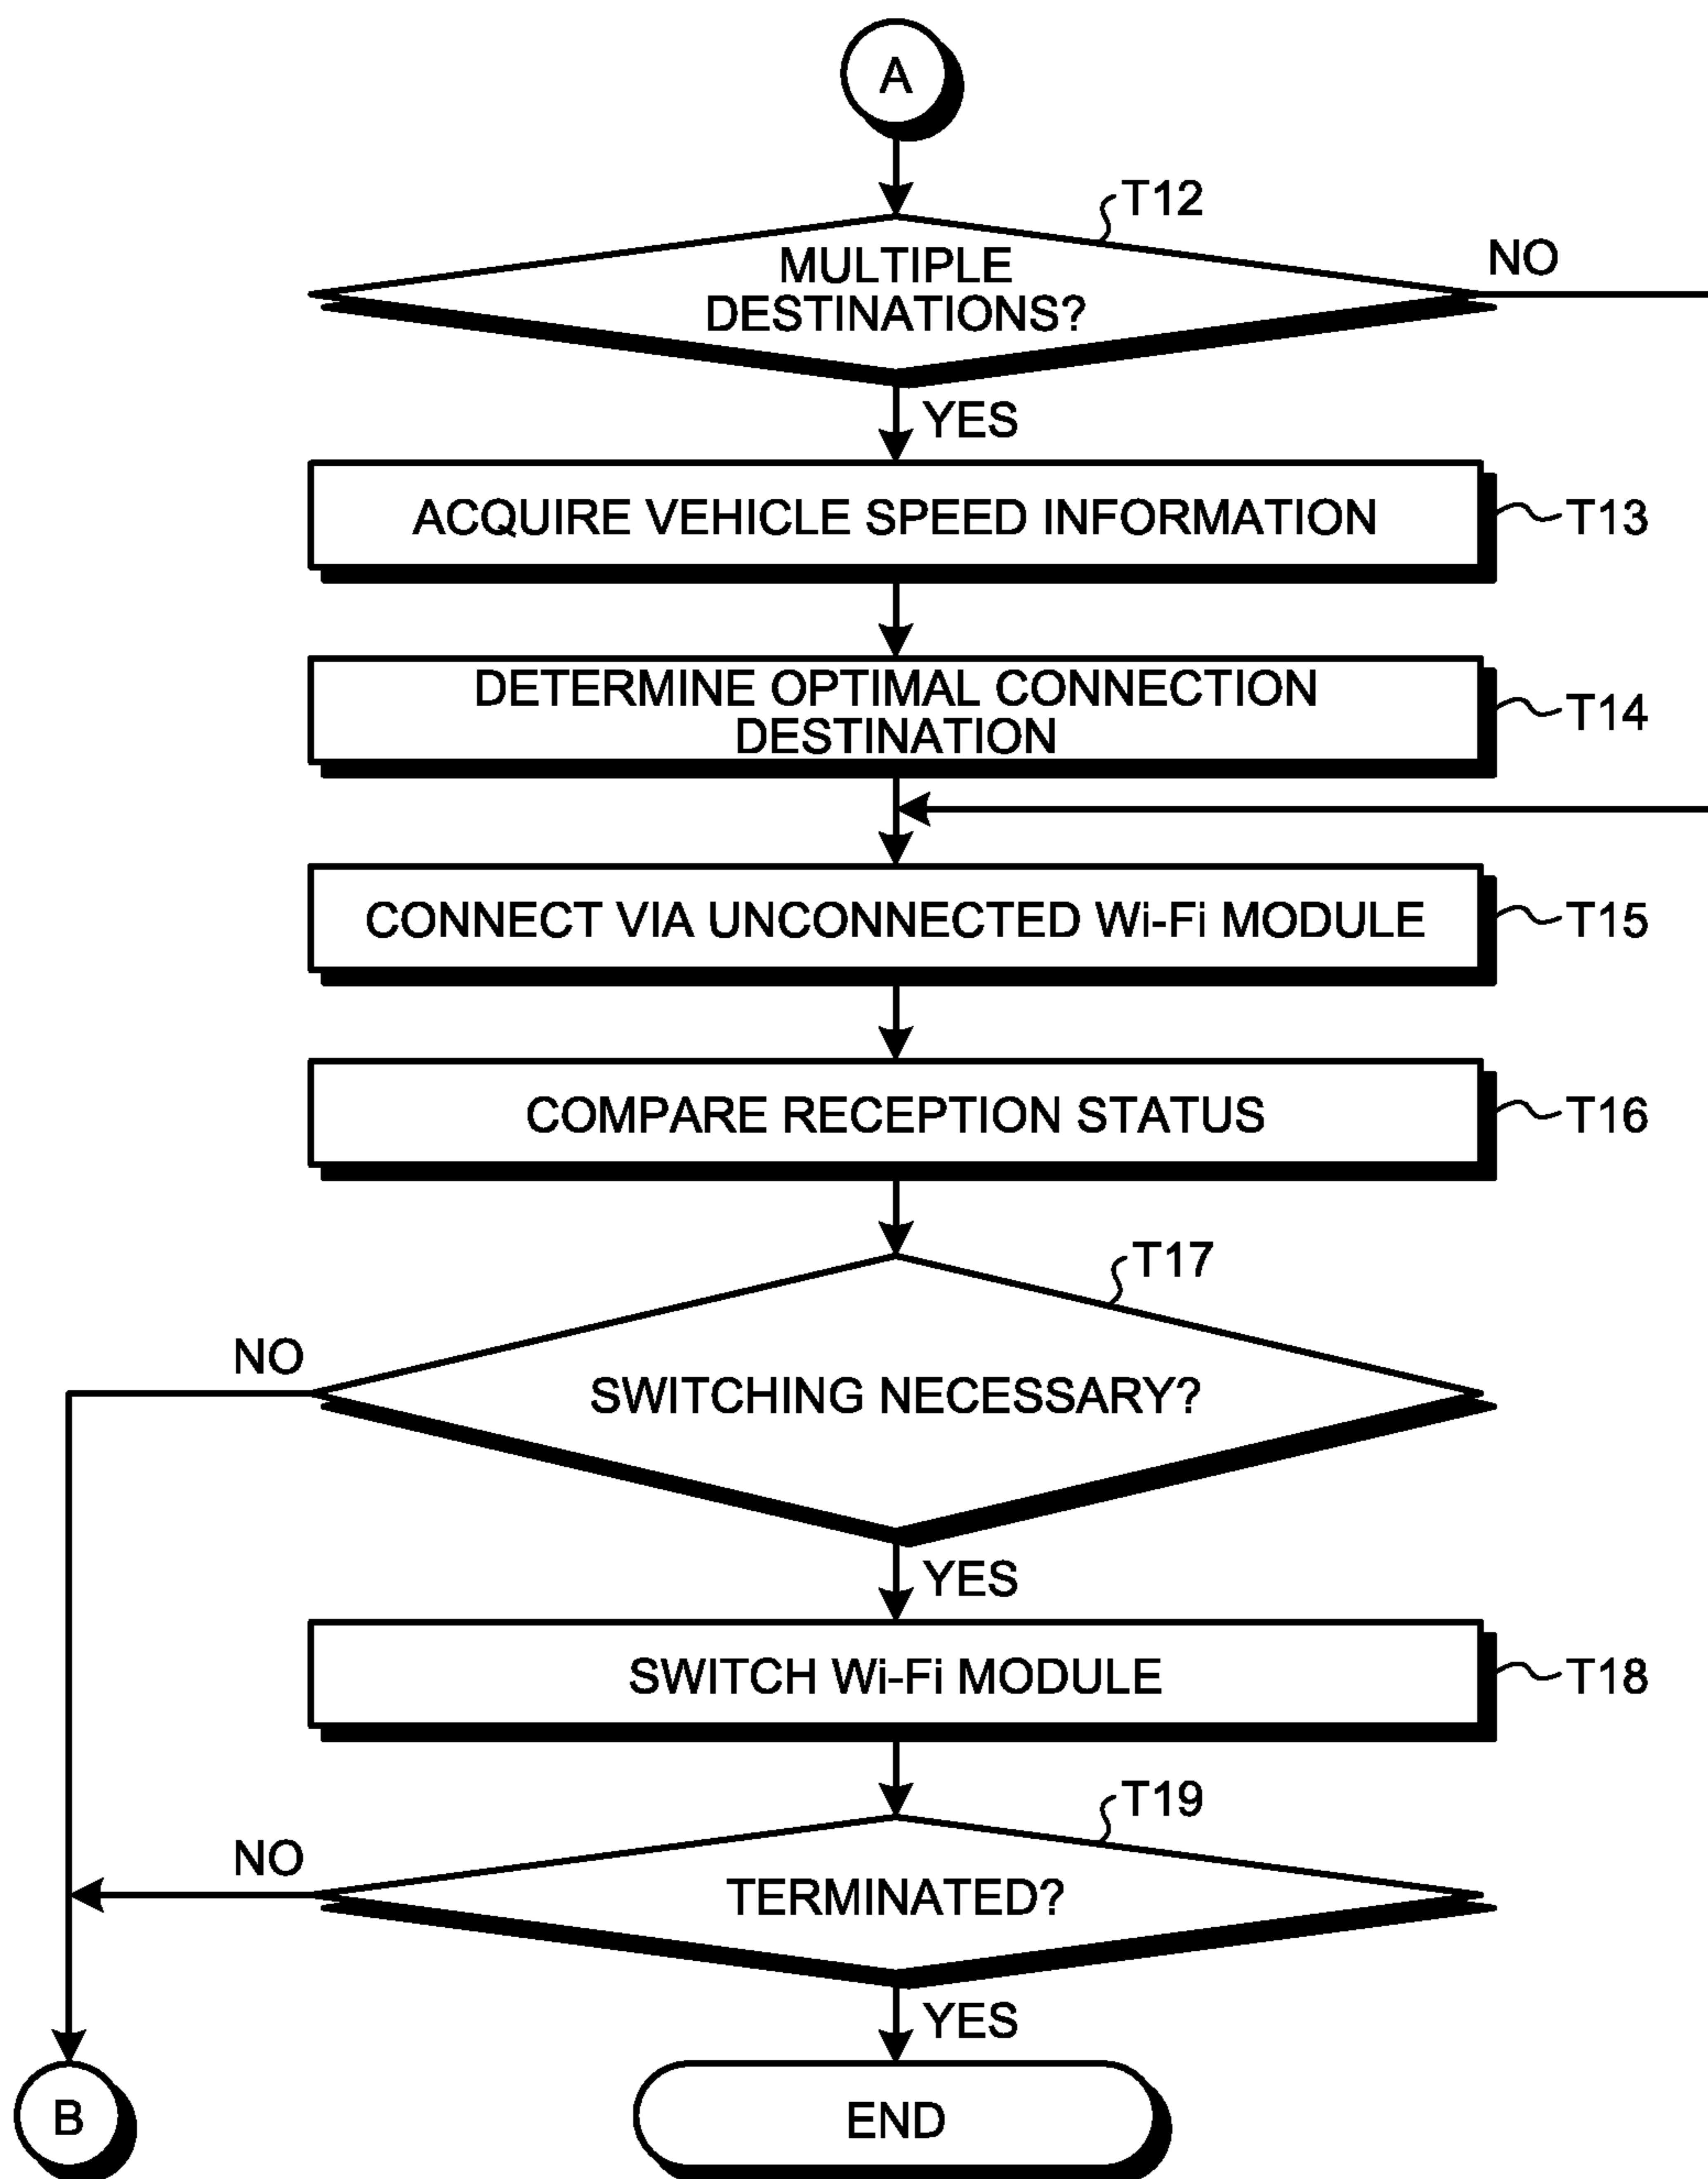 A
T12
MULTIPLE
DESTINATIONS?
NO
YES
ACQUIRE VEHICLE SPEED INFORMATION
T13
DETERMINE OPTIMAL CONNECTION
DESTINATION
T14
CONNECT VIA UNCONNECTED Wi-Fi MODULE
T15
COMPARE RECEPTION STATUS
T16
T17
NO
SWITCHING NECESSARY?
YES
SWITCH Wi-Fi MODULE
T18
T19
NO
TERMINATED?
YES
B
END